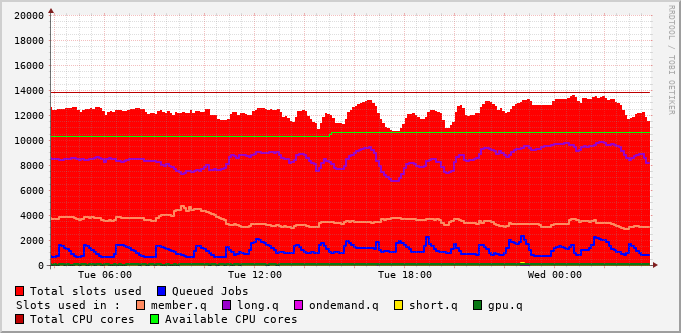 20000
18000
16000
14000
12000
10000
8000
6000
4000
2000
0
Tue 06:00 Tue 12:00 Tue 18:00 Wed 00:00
RRDTOOL / TOBI OETIKER
Total slots used Queued Jobs
Slots used in : member.q long.q ondemand.q short.q gpu.q
Total CPU cores Available CPU cores